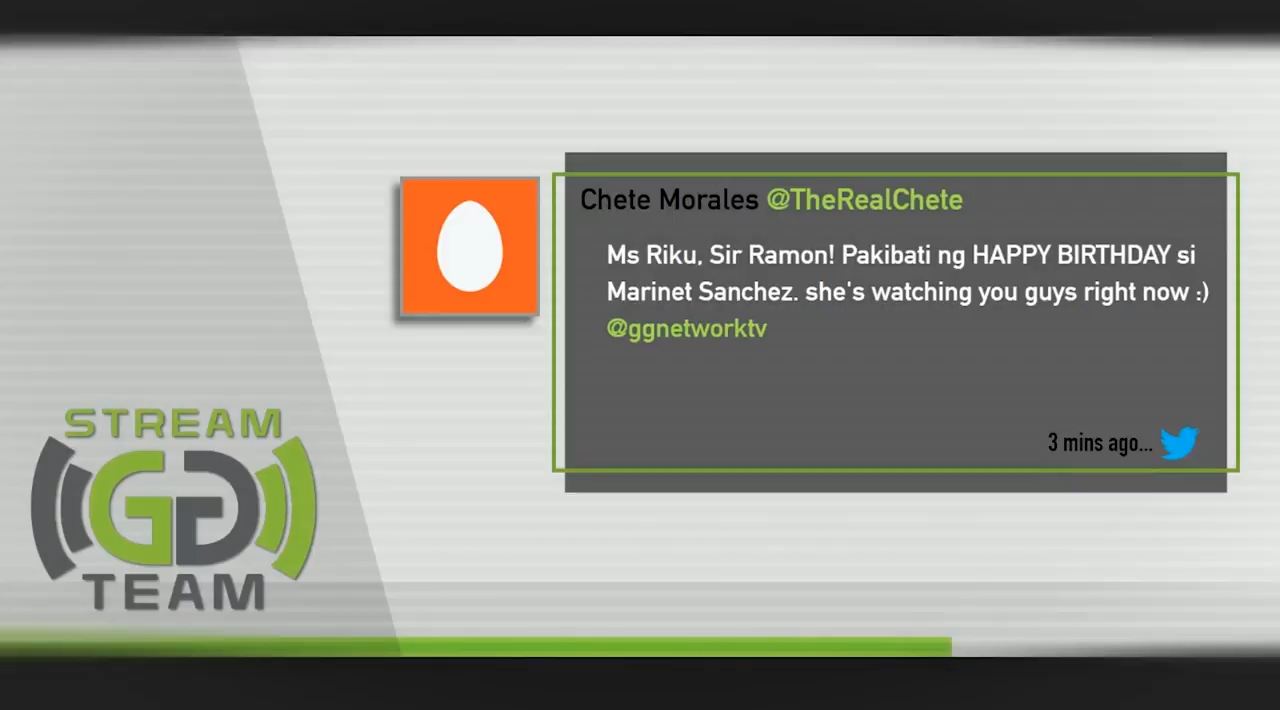 Chete Morales @TheRealChete
Ms Riku, Sir Ramon! Pakibati ng HAPPY BIRTHDAY si
Marinet Sanchez. she's watching you guys right now :)
@ggnetworktv
3 mins ago...
STREAM
GG
TEAM